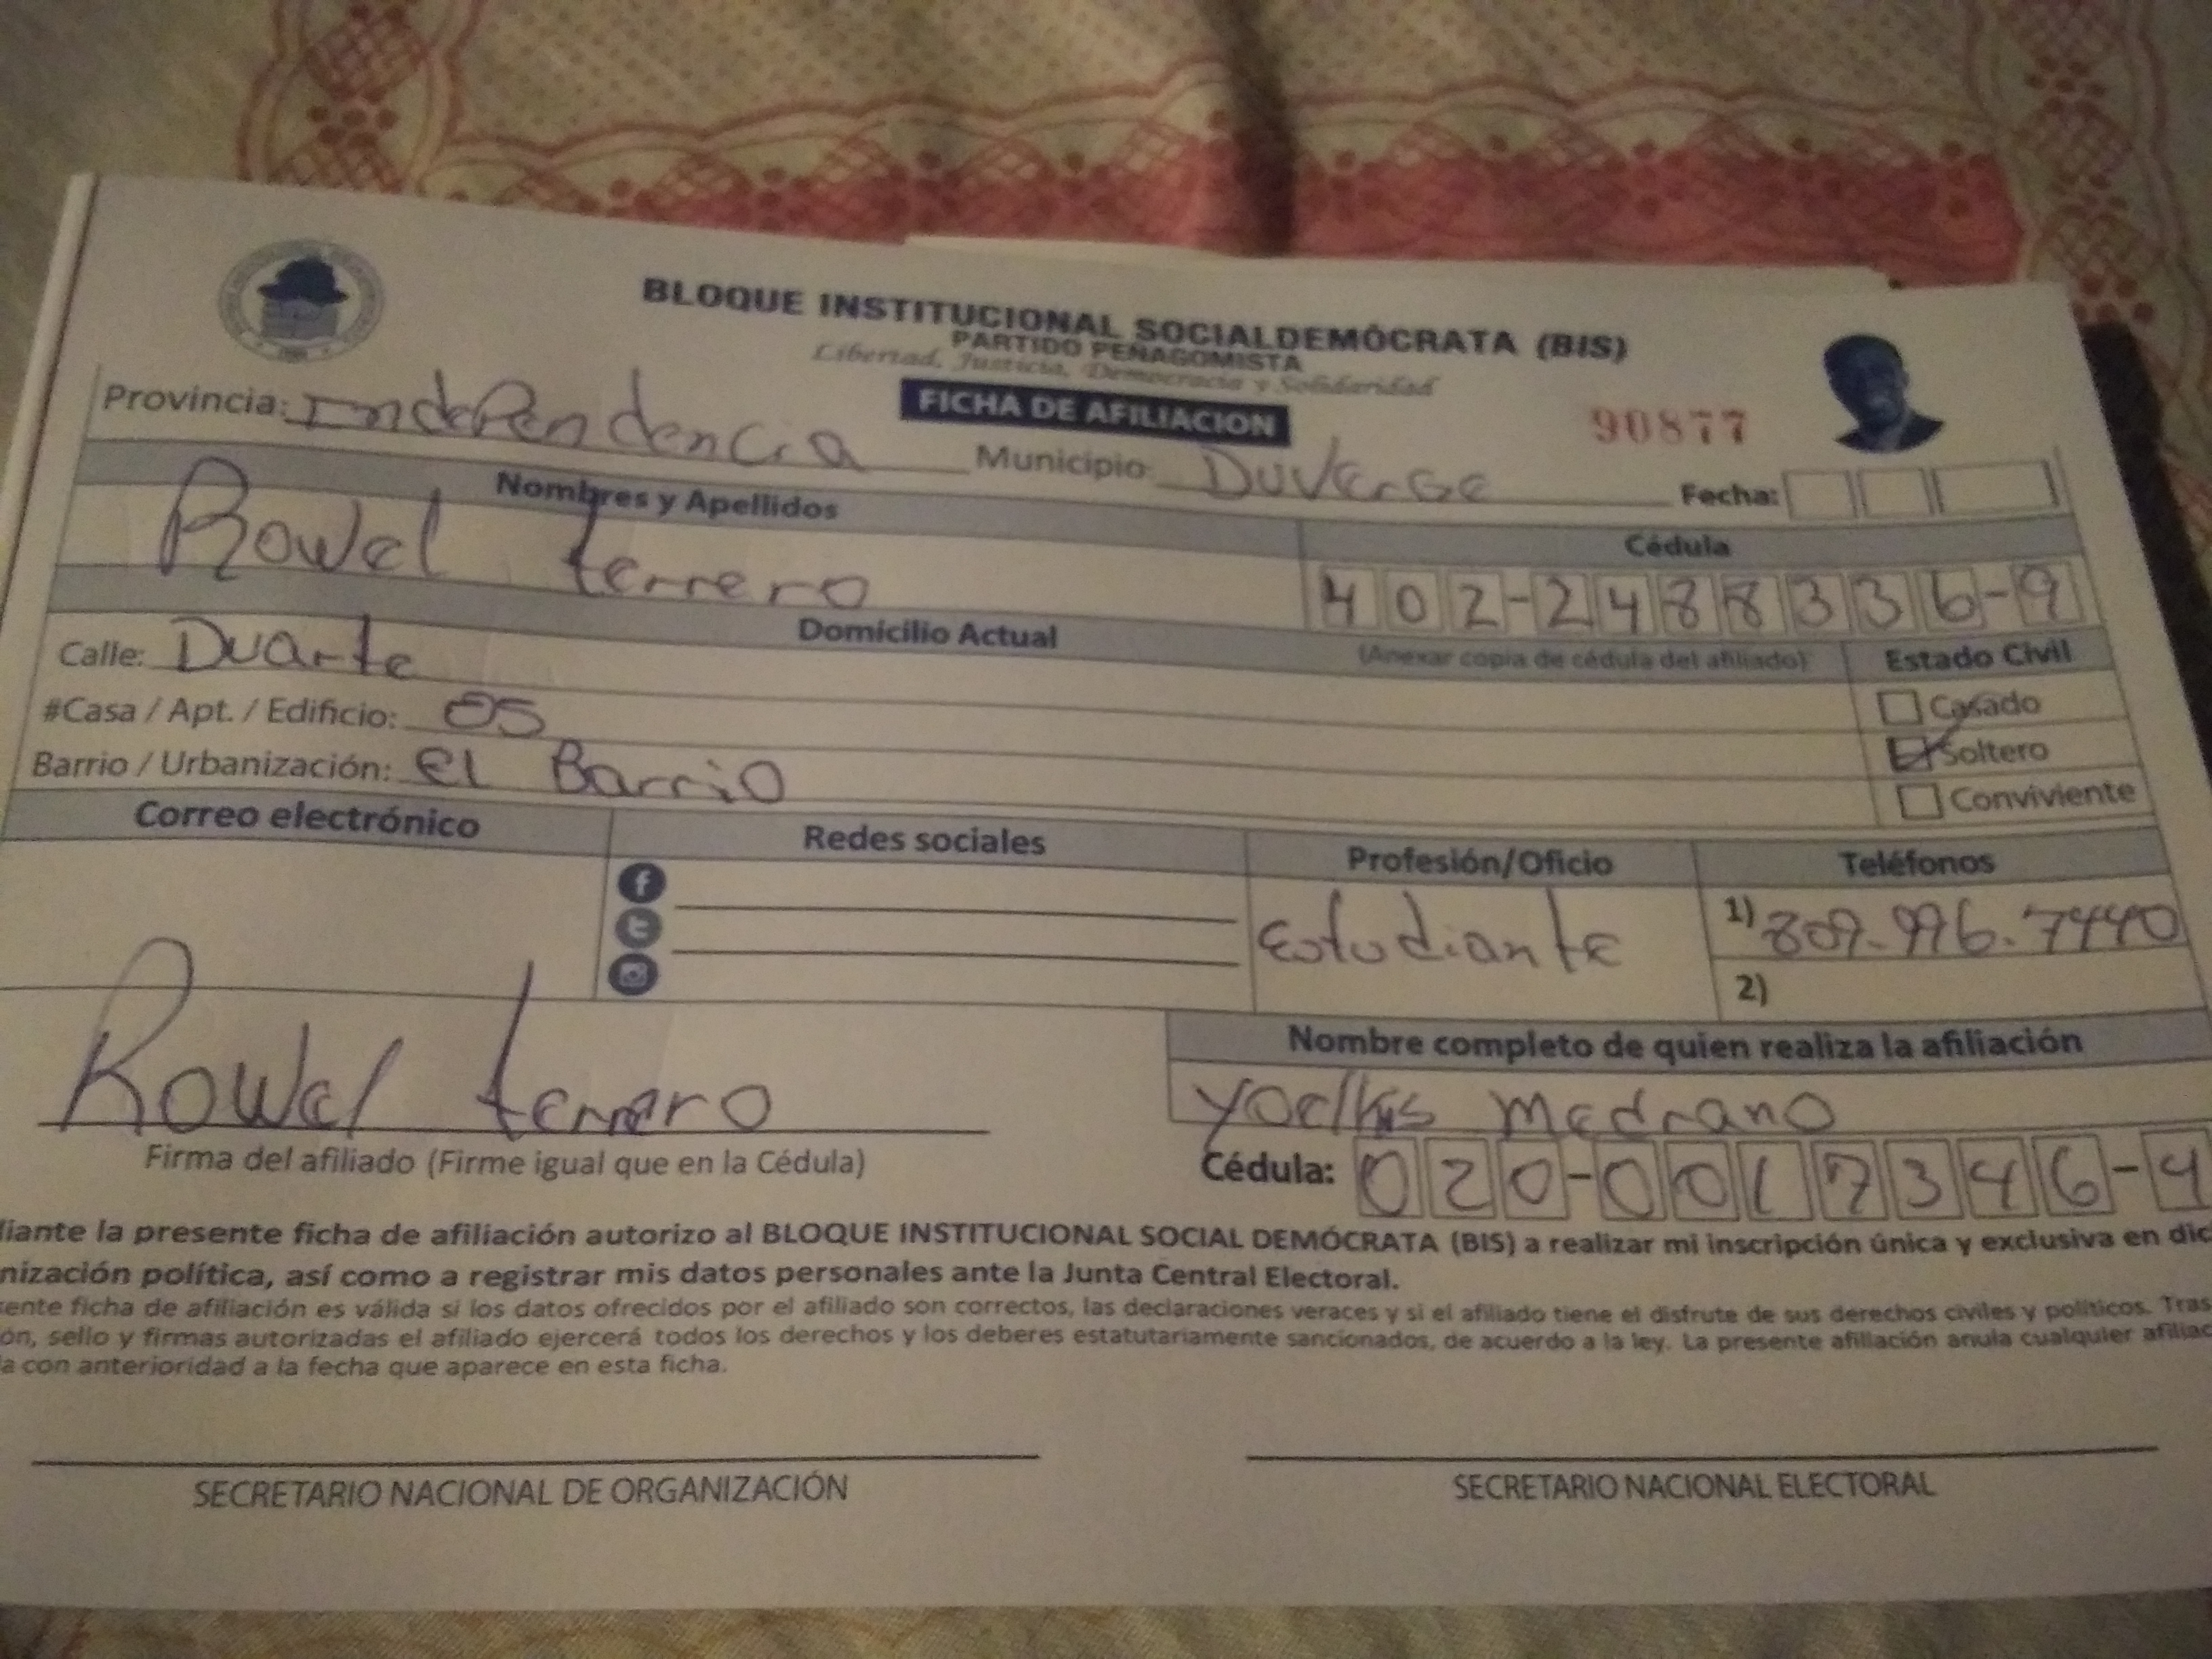 BLOQUE INSTITUCIONAL SOCIALDEMÓCRATA (BIS)
PARTIDO PEÑAGOMISTA
Libertad, Justicia, Democracia y Solidaridad
FICHA DE AFILIACION
90877
Provincia: Independencia Municipio: Duverge Fecha:
Nombres y Apellidos
Cédula
Rowel terrero
402-2488336-9
Domicilio Actual
(Anexar copia de cédula del afiliado)
Estado Civil
Calle: Duarte
Casado
#Casa / Apt. / Edificio: 05
Soltero
Barrio / Urbanización: el Barrio
Conviviente
Correo electrónico
Redes sociales
Profesión/Oficio
Teléfonos
Estudiante
1) 809-996-7440
2)
Nombre completo de quien realiza la afiliación
Rowel terrero
Yoelkis Medrano
Firma del afiliado (Firme igual que en la Cédula)
Cédula: 020-0017346-4
diante la presente ficha de afiliación autorizo al BLOQUE INSTITUCIONAL SOCIAL DEMÓCRATA (BIS) a realizar mi inscripción única y exclusiva en dic
nización política, así como a registrar mis datos personales ante la Junta Central Electoral.
sente ficha de afiliación es válida si los datos ofrecidos por el afiliado son correctos, las declaraciones veraces y si el afiliado tiene el disfrute de sus derechos civiles y políticos. Tras
ón, sello y firmas autorizadas el afiliado ejercerá todos los derechos y los deberes estatutariamente sancionados, de acuerdo a la ley. La presente afiliación anula cualquier afiliac
a con anterioridad a la fecha que aparece en esta ficha.
SECRETARIO NACIONAL DE ORGANIZACIÓN
SECRETARIO NACIONAL ELECTORAL